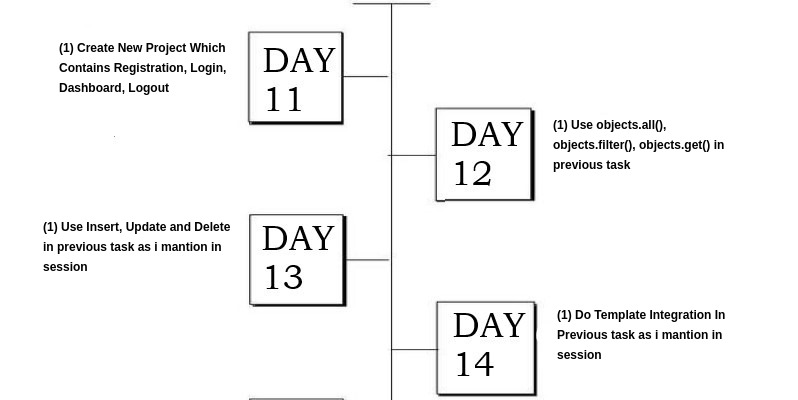 (1) Create New Project Which
Contains Registration, Login,
Dashboard, Logout
DAY
11
DAY
12
(1) Use objects.all(),
objects.filter(), objects.get() in
previous task
(1) Use Insert, Update and Delete
in previous task as i mantion in
session
DAY
13
DAY
14
(1) Do Template Integration In
Previous task as i mantion in
session